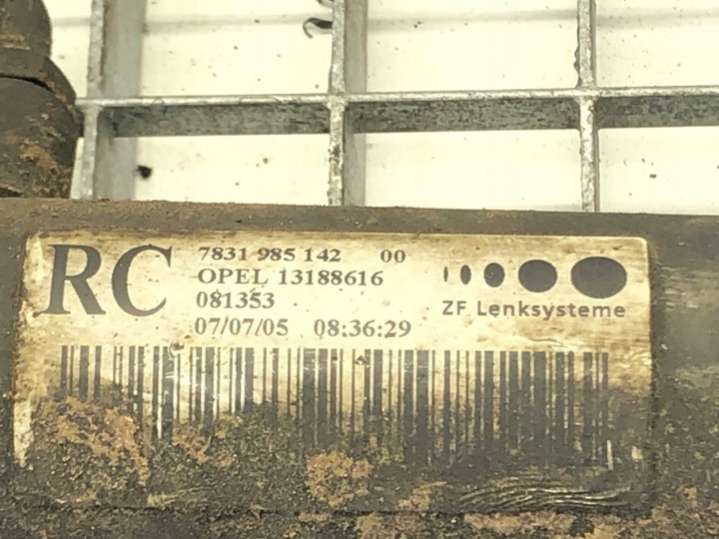 RC
7831 985 142 00
OPEL 13188616
081353
07/07/05 08:36:29
ZF Lenksysteme